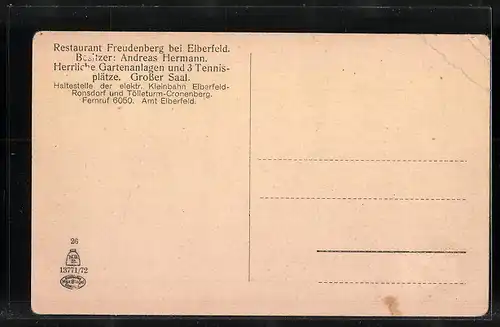 Restaurant Freudenberg bei Elberfeld.
Besitzer: Andreas Hermann.
Herrliche Gartenanlagen und 3 Tennis-
plätze. Großer Saal.
Haltestelle der elektr. Kleinbahn Elberfeld-
Ronsdorf und Tölleturm-Cronenberg.
Fernruf 6050. Amt Elberfeld.
26
13771/72